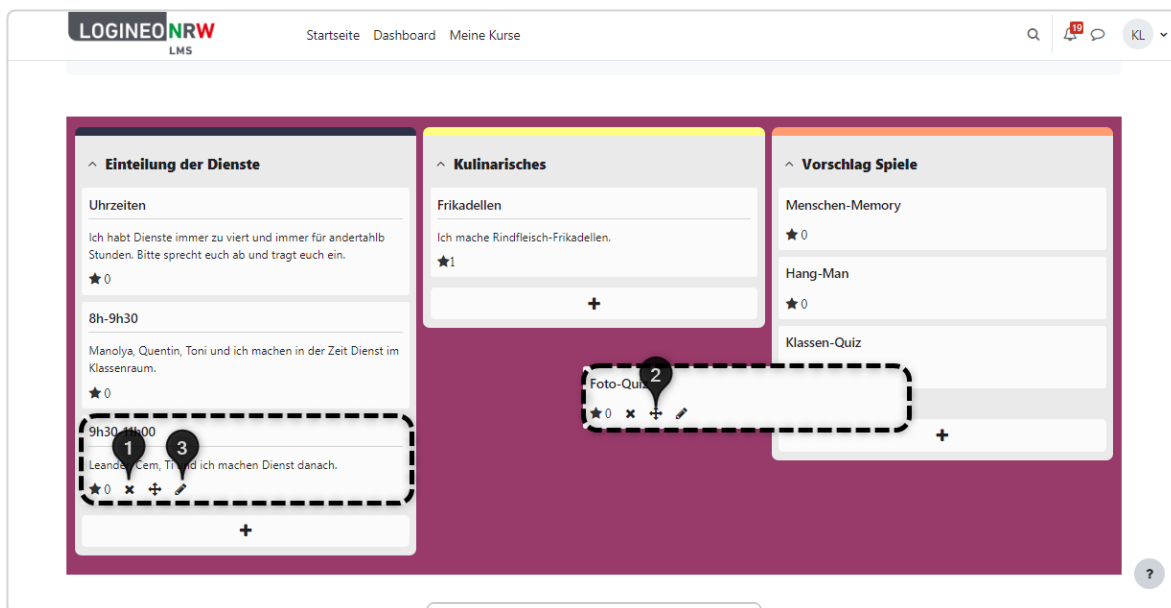 LOGINEO NRW
LMS
Startseite Dashboard Meine Kurse
19
KL
Einteilung der Dienste
Uhrzeiten
Ich habt Dienste immer zu viert und immer für andertahlb
Stunden. Bitte sprecht euch ab und tragt euch ein.
0
8h-9h30
Manolya, Quentin, Toni und ich machen in der Zeit Dienst im
Klassenraum.
0
9h30-11h00
1
3
Cem, ich machen Dienst danach.
0
+
Kulinarisches
Frikadellen
Ich mache Rindfleisch-Frikadellen.
1
+
Vorschlag Spiele
Menschen-Memory
0
Hang-Man
0
Klassen-Quiz
Foto-Quiz
2
0
+
?